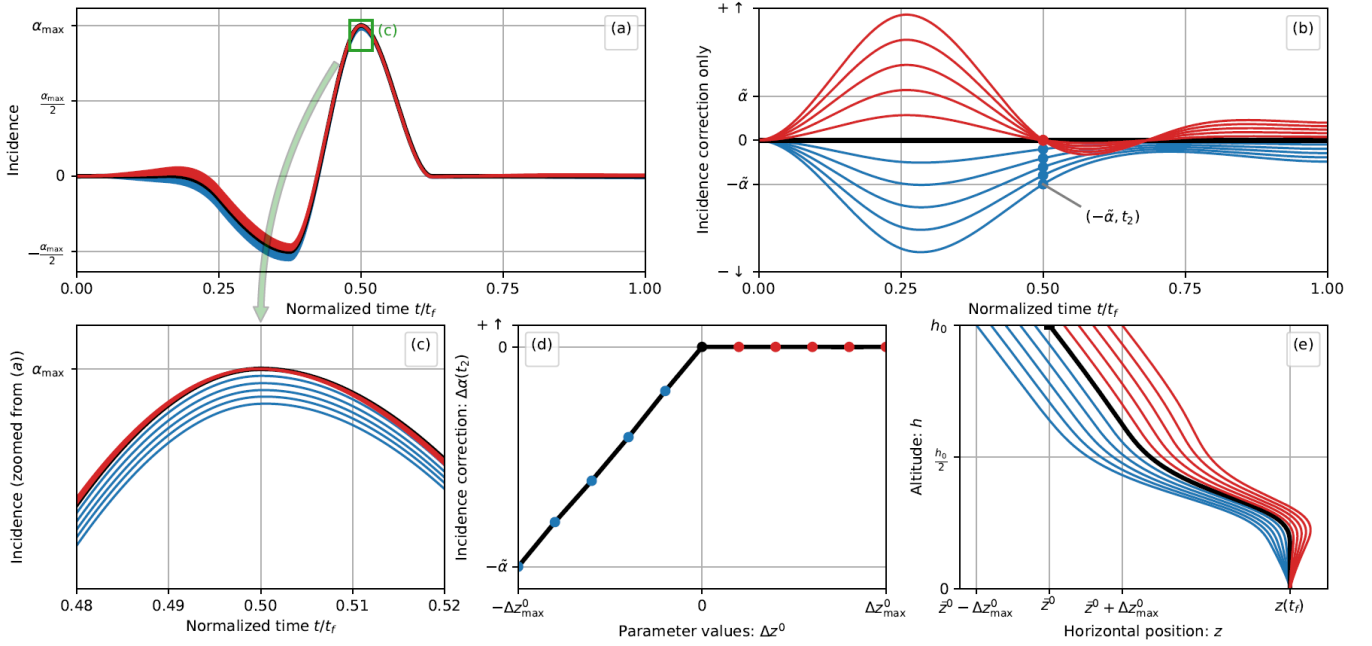 Incidence
α_max
α_max/2
0
−α_max/2
(a)
(c)
0.00 0.25 0.50 0.75 1.00
Normalized time t/t_f
Incidence correction only
+ ↑
α̃
0
−α̃
− ↓
(b)
(−α̃, t₂)
0.00 0.25 0.50 0.75 1.00
Normalized time t/t_f
Incidence (zoomed from (a))
α_max
(c)
0.48 0.49 0.50 0.51 0.52
Normalized time t/t_f
Incidence correction: Δα(t₂)
+ ↑
0
−α̃
(d)
−Δz⁰_max 0 Δz⁰_max
Parameter values: Δz⁰
Altitude: h
h₀
h₀/2
0
(e)
z̄⁰ − Δz⁰_max z̄⁰ z̄⁰ + Δz⁰_max z(t_f)
Horizontal position: z